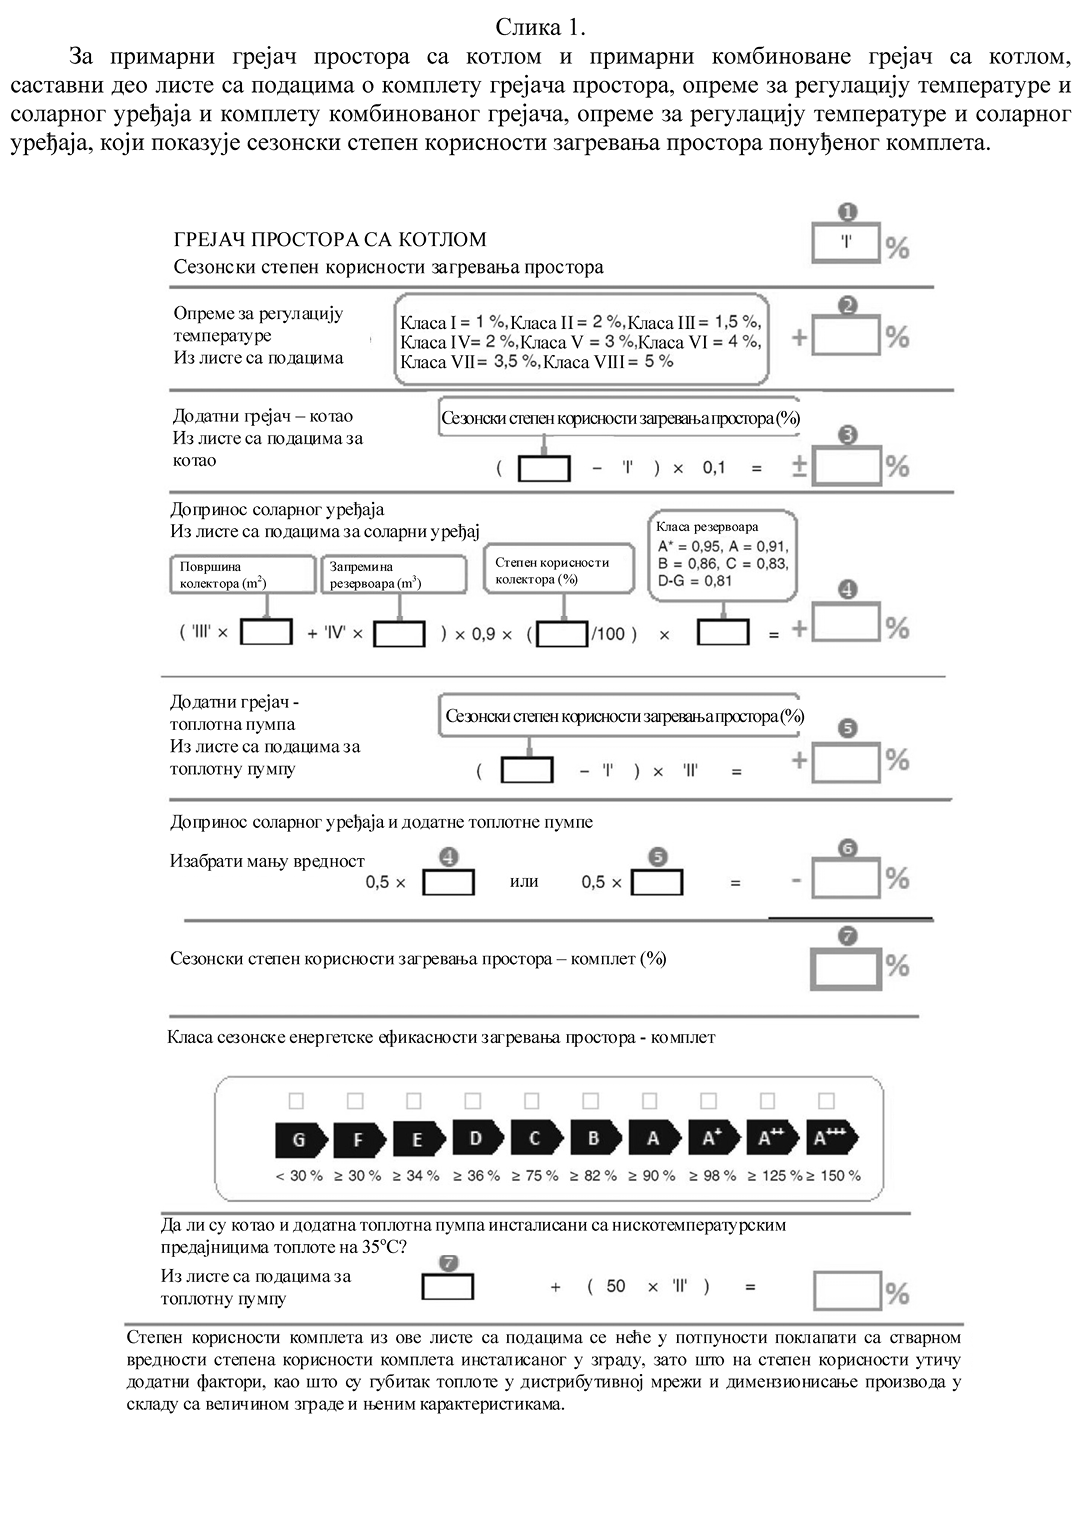 Слика 1.
За примарни грејач простора са котлом и примарни комбиноване грејач са котлом,
саставни део листе са подацима о комплету грејача простора, опреме за регулацију температуре и
соларног уређаја и комплету комбинованог грејача, опреме за регулацију температуре и соларног
уређаја, који показује сезонски степен корисности загревања простора понуђеног комплета.
ГРЕЈАЧ ПРОСТОРА СА КОТЛОМ
Сезонски степен корисности загревања простора
1
'I' %
Опреме за регулацију
температуре
Из листе са подацима
Класа I = 1 %, Класа II = 2 %, Класа III = 1,5 %,
Класа IV= 2 %, Класа V = 3 %, Класа VI = 4 %,
Класа VII = 3,5 %, Класа VIII = 5 %
2
+ %
Додатни грејач – котао
Из листе са подацима за
котао
Сезонски степен корисности загревања простора (%)
3
( – 'I' ) × 0,1 = ± %
Допринос соларног уређаја
Из листе са подацима за соларни уређај
Површина
колектора (m²)
Запремина
резервоара (m³)
Степен корисности
колектора (%)
Класа резервоара
A* = 0,95, A = 0,91,
B = 0,86, C = 0,83,
D-G = 0,81
4
( 'III' × + 'IV' × ) × 0,9 × ( /100 ) × = + %
Додатни грејач -
топлотна пумпа
Из листе са подацима за
топлотну пумпу
Сезонски степен корисности загревања простора (%)
5
( – 'I' ) × 'II' = + %
Допринос соларног уређаја и додатне топлотне пумпе
Изабрати мању вредност
4 5 6
0,5 × или 0,5 × = - %
7
Сезонски степен корисности загревања простора – комплет (%) %
Класа сезонске енергетске ефикасности загревања простора - комплет
G F E D C B A A⁺ A⁺⁺ A⁺⁺⁺
< 30 % ≥ 30 % ≥ 34 % ≥ 36 % ≥ 75 % ≥ 82 % ≥ 90 % ≥ 98 % ≥ 125 % ≥ 150 %
Да ли су котао и додатна топлотна пумпа инсталисани са нискотемпературским
предајницима топлоте на 35°C?
Из листе са подацима за
топлотну пумпу
7
+ ( 50 × 'II' ) = %
Степен корисности комплета из ове листе са подацима се неће у потпуности поклапати са стварном
вредности степена корисности комплета инсталисаног у зграду, зато што на степен корисности утичу
додатни фактори, као што су губитак топлоте у дистрибутивној мрежи и димензионисање производа у
складу са величином зграде и њеним карактеристикама.